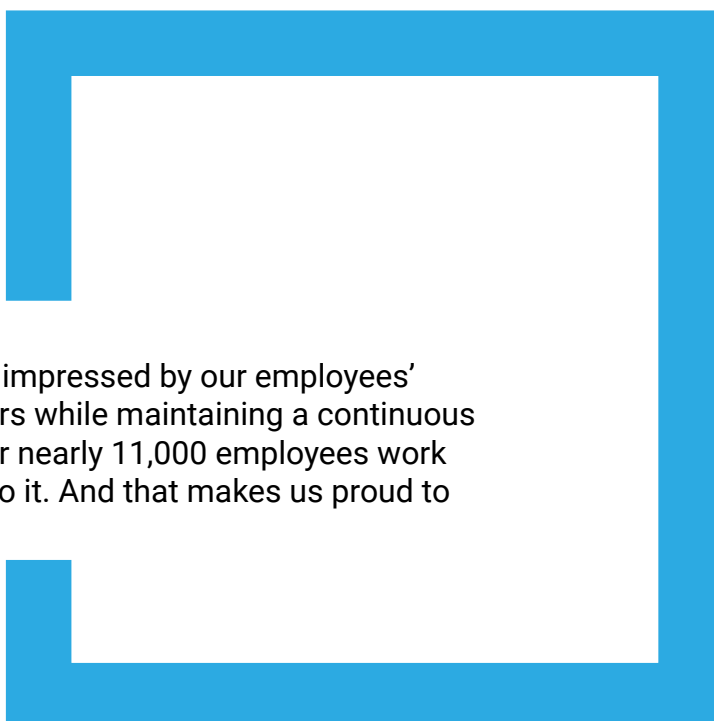 impressed by our employees’
rs while maintaining a continuous
r nearly 11,000 employees work
o it. And that makes us proud to